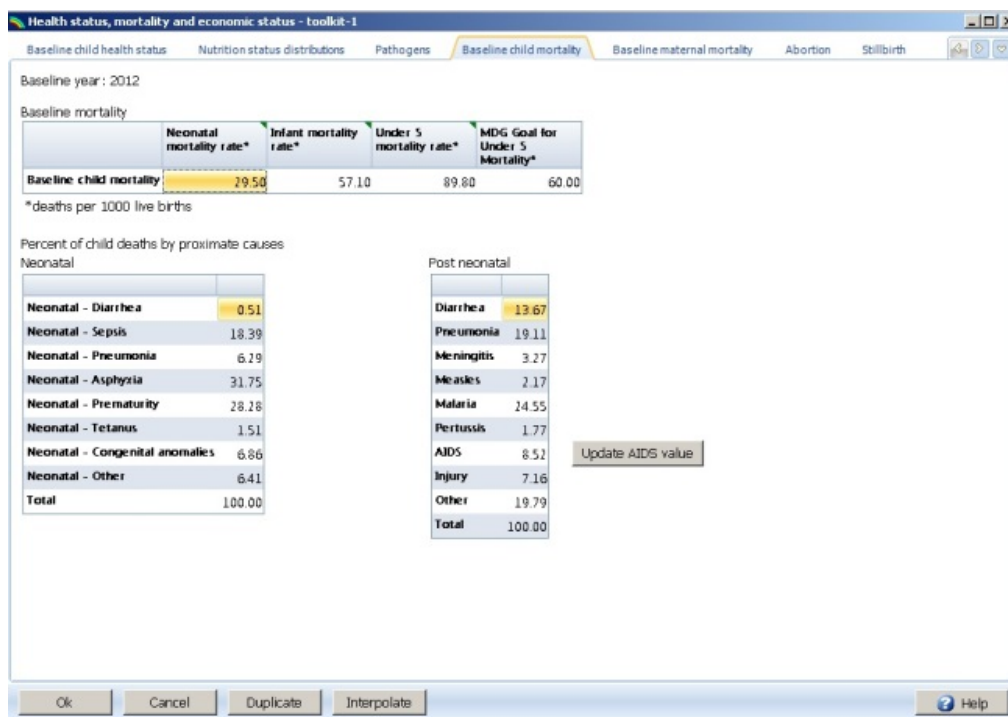 Health status, mortality and economic status - toolkit-1
Baseline child health status Nutrition status distributions Pathogens Baseline child mortality Baseline maternal mortality Abortion Stillbirth
Baseline year: 2012
Baseline mortality
Neonatal mortality rate* Infant mortality rate* Under 5 mortality rate* MDG Goal for Under 5 Mortality*
Baseline child mortality 29.50 57.10 89.80 60.00
*deaths per 1000 live births
Percent of child deaths by proximate causes
Neonatal
Neonatal - Diarrhea 0.51
Neonatal - Sepsis 18.39
Neonatal - Pneumonia 6.29
Neonatal - Asphyxia 31.75
Neonatal - Prematurity 28.28
Neonatal - Tetanus 1.51
Neonatal - Congenital anomalies 6.86
Neonatal - Other 6.41
Total 100.00
Post neonatal
Diarrhea 13.67
Pneumonia 19.11
Meningitis 3.27
Measles 2.17
Malaria 24.55
Pertussis 1.77
AIDS 8.52
Injury 7.16
Other 19.79
Total 100.00
Update AIDS value
Ok Cancel Duplicate Interpolate Help